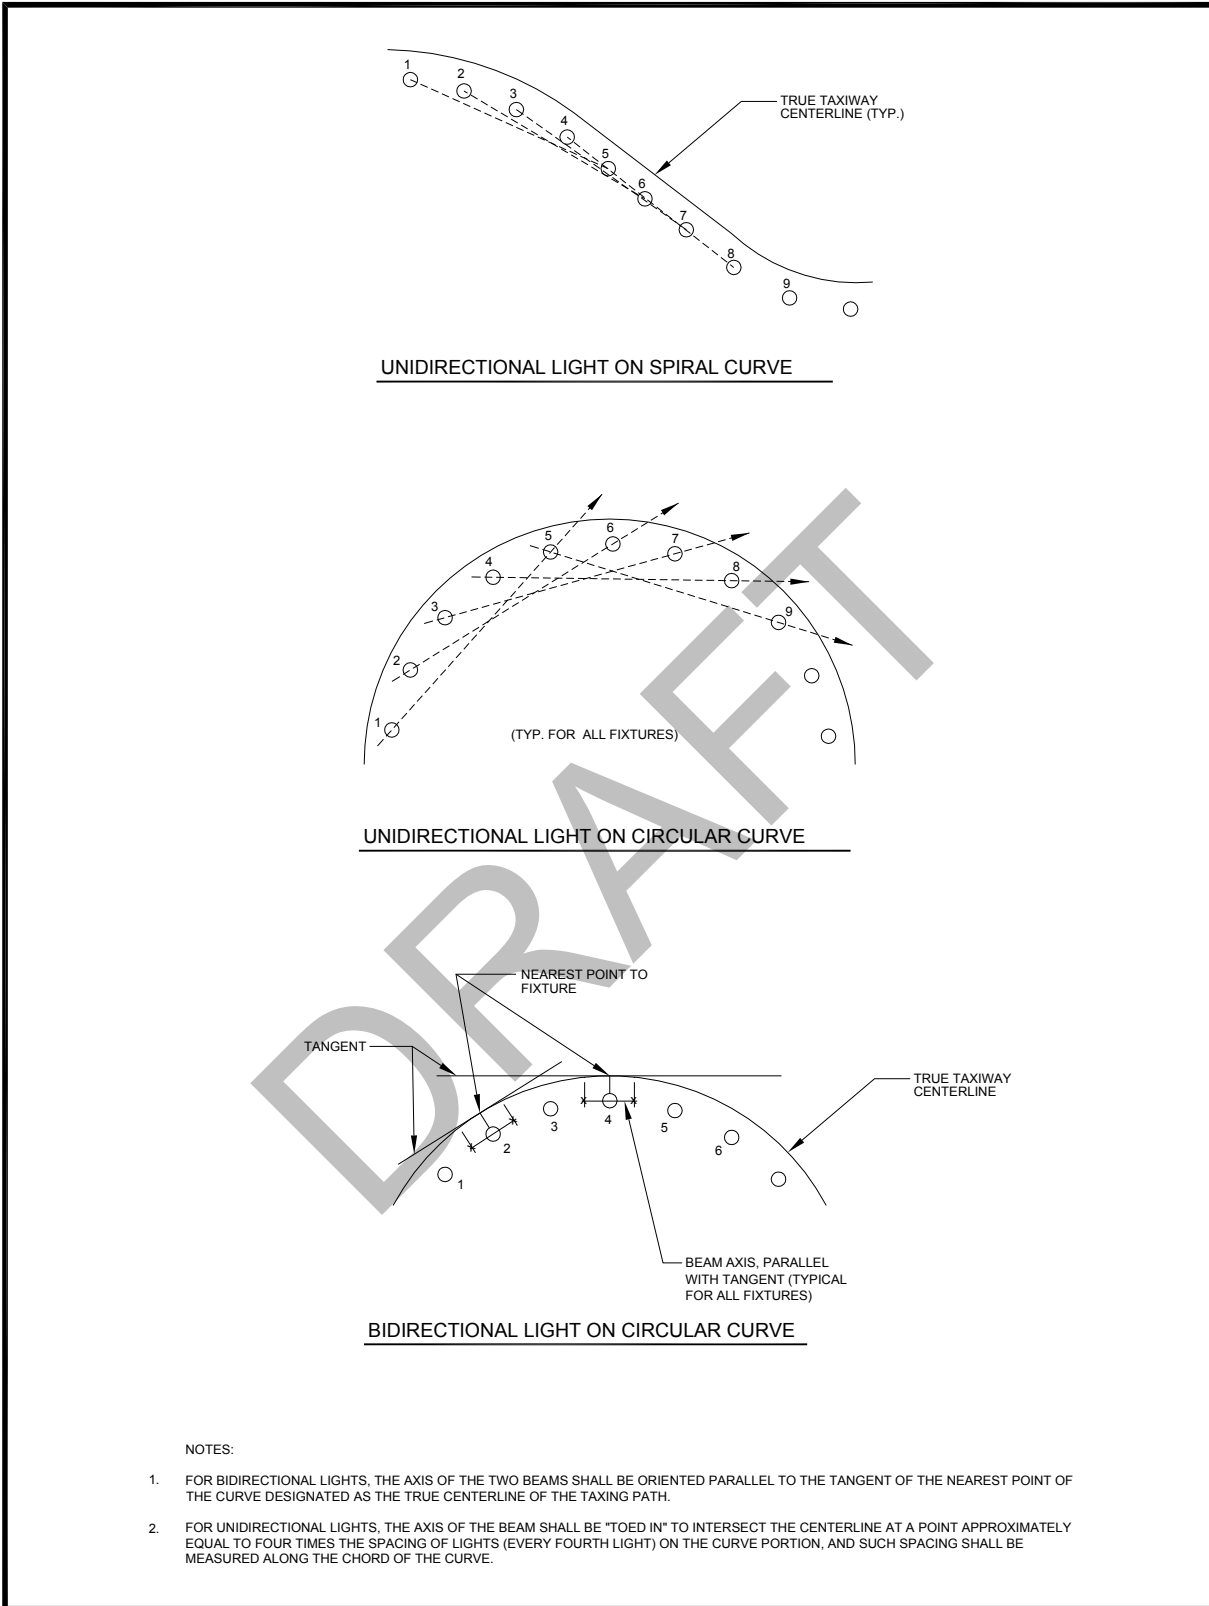 1
2
3
4
5
6
7
8
9
TRUE TAXIWAY
CENTERLINE (TYP.)
UNIDIRECTIONAL LIGHT ON SPIRAL CURVE
1
2
3
4
5
6
7
8
9
(TYP. FOR ALL FIXTURES)
UNIDIRECTIONAL LIGHT ON CIRCULAR CURVE
DRAFT
NEAREST POINT TO
FIXTURE
TANGENT
TRUE TAXIWAY
CENTERLINE
1
2
3
4
5
6
BEAM AXIS, PARALLEL
WITH TANGENT (TYPICAL
FOR ALL FIXTURES)
BIDIRECTIONAL LIGHT ON CIRCULAR CURVE
NOTES:
1. FOR BIDIRECTIONAL LIGHTS, THE AXIS OF THE TWO BEAMS SHALL BE ORIENTED PARALLEL TO THE TANGENT OF THE NEAREST POINT OF
THE CURVE DESIGNATED AS THE TRUE CENTERLINE OF THE TAXING PATH.
2. FOR UNIDIRECTIONAL LIGHTS, THE AXIS OF THE BEAM SHALL BE "TOED IN" TO INTERSECT THE CENTERLINE AT A POINT APPROXIMATELY
EQUAL TO FOUR TIMES THE SPACING OF LIGHTS (EVERY FOURTH LIGHT) ON THE CURVE PORTION, AND SUCH SPACING SHALL BE
MEASURED ALONG THE CHORD OF THE CURVE.